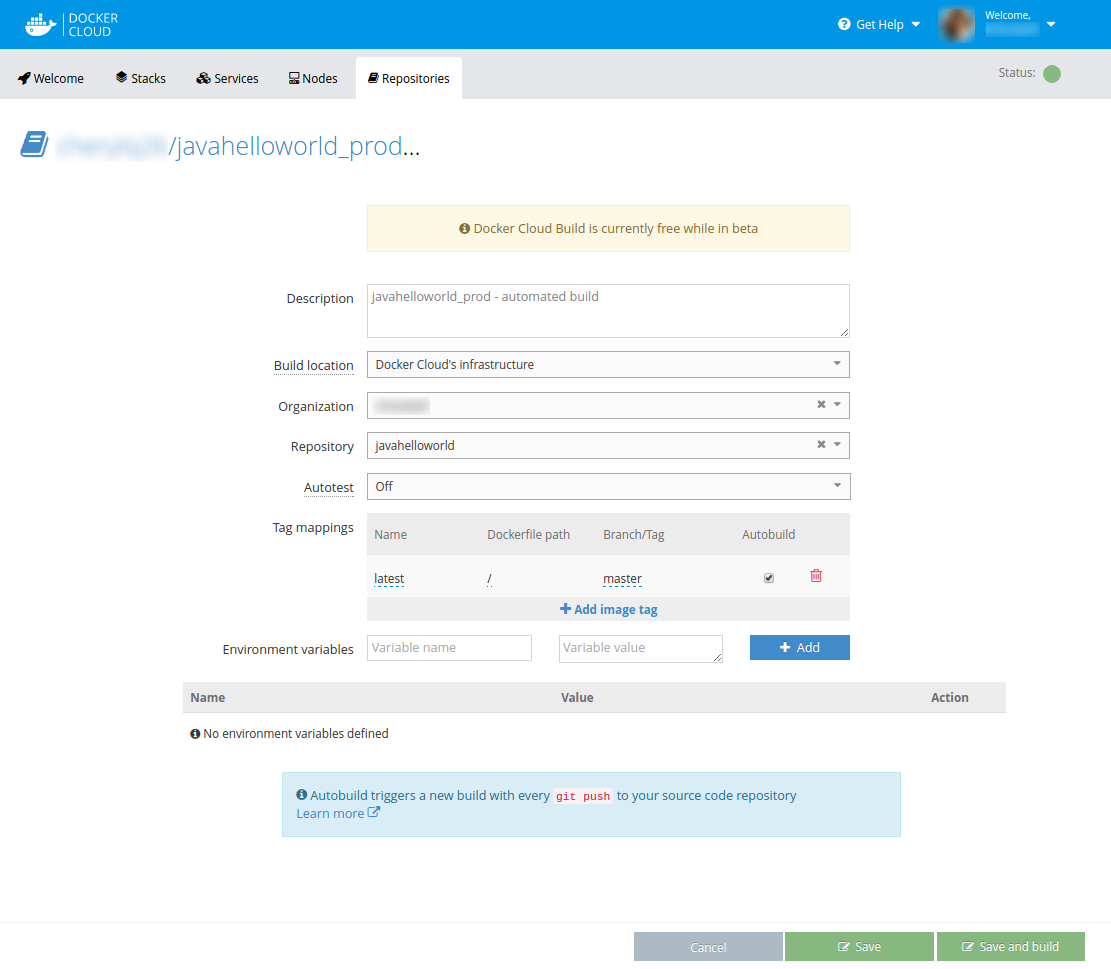 DOCKER
CLOUD
Get Help
Welcome,
Welcome
Stacks
Services
Nodes
Repositories
Status:
/javahelloworld_prod...
Docker Cloud Build is currently free while in beta
Description
javahelloworld_prod - automated build
Build location
Docker Cloud's infrastructure
Organization
Repository
javahelloworld
Autotest
Off
Tag mappings
Name Dockerfile path Branch/Tag Autobuild
latest / master
Add image tag
Environment variables
Variable name
Variable value
Add
Name Value Action
No environment variables defined
Autobuild triggers a new build with every git push to your source code repository
Learn more
Cancel
Save
Save and build